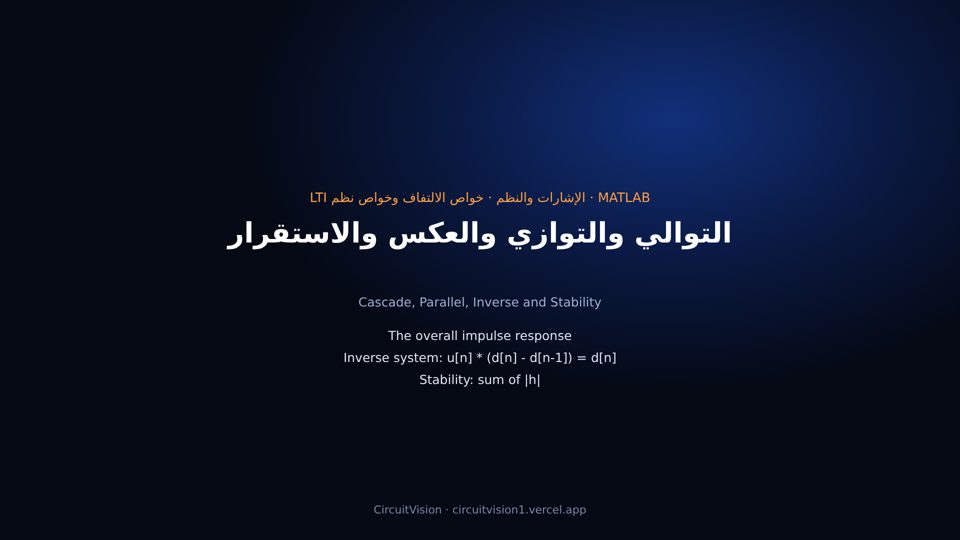 MATLAB · الإشارات والنظم · خواص الالتفاف وخواص نظم LTI
التوالي والتوازي والعكس والاستقرار
Cascade, Parallel, Inverse and Stability
The overall impulse response
Inverse system: u[n] * (d[n] - d[n-1]) = d[n]
Stability: sum of |h|
CircuitVision · circuitvision1.vercel.app